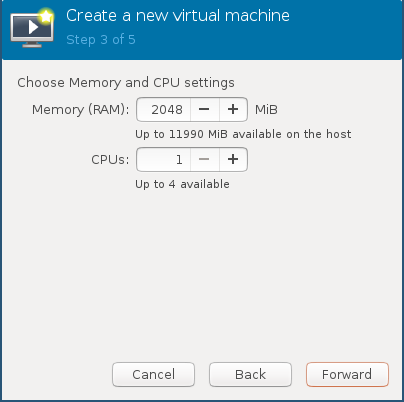 Create a new virtual machine
Step 3 of 5
Choose Memory and CPU settings
Memory (RAM): 2048 − + MiB
Up to 11990 MiB available on the host
CPUs: 1 − +
Up to 4 available
Cancel Back Forward